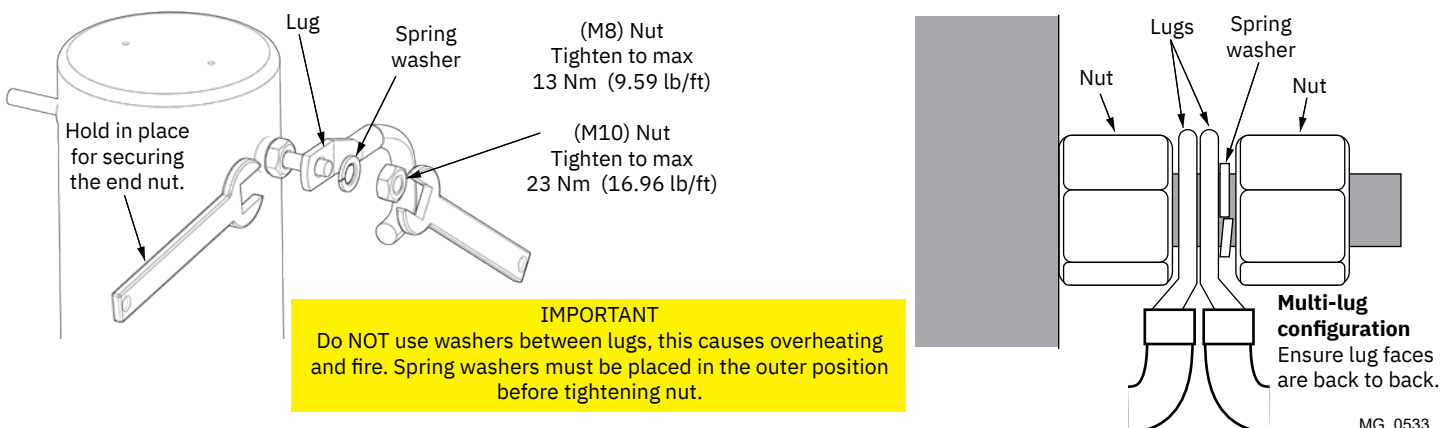 Lug
Spring
washer
(M8) Nut
Tighten to max
13 Nm  (9.59 lb/ft)
(M10) Nut
Tighten to max
23 Nm  (16.96 lb/ft)
Hold in place
for securing
the end nut.
IMPORTANT
Do NOT use washers between lugs, this causes overheating
and fire. Spring washers must be placed in the outer position
before tightening nut.
Lugs
Spring
washer
Nut
Nut
Multi-lug
configuration
Ensure lug faces
are back to back.
MG_0533